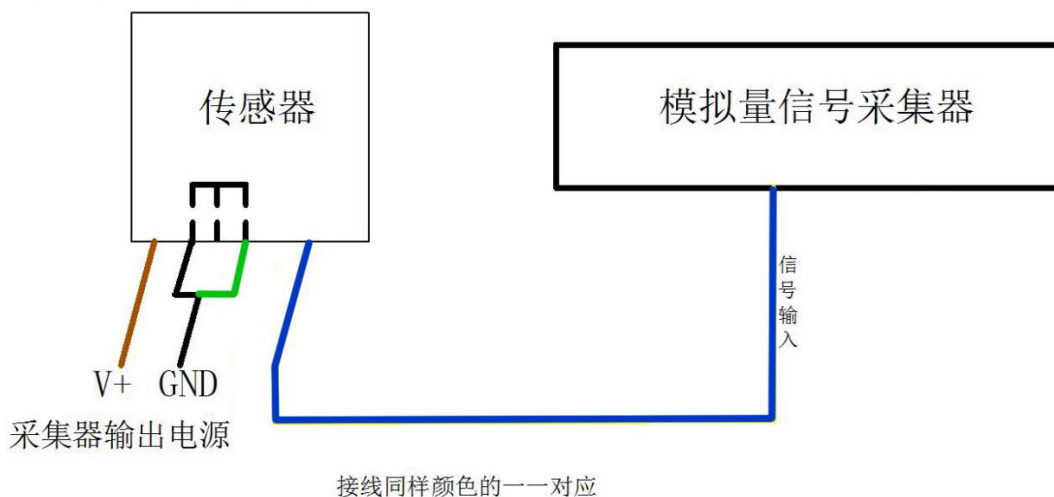 传感器
模拟量信号采集器
信号输入
V+ GND
采集器输出电源
接线同样颜色的一一对应